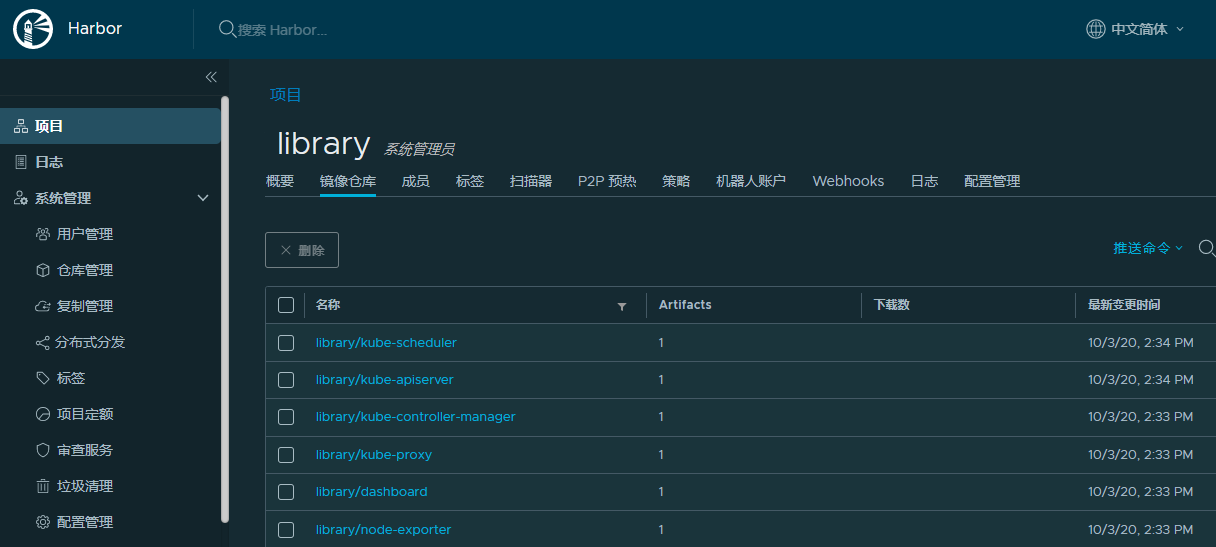 Harbor
搜索 Harbor...
中文简体
项目
日志
系统管理
用户管理
仓库管理
复制管理
分布式分发
标签
项目定额
审查服务
垃圾清理
配置管理
项目
library 系统管理员
概要 镜像仓库 成员 标签 扫描器 P2P 预热 策略 机器人账户 Webhooks 日志 配置管理
删除 推送命令
名称 Artifacts 下载数 最新变更时间
library/kube-scheduler 1 10/3/20, 2:34 PM
library/kube-apiserver 1 10/3/20, 2:34 PM
library/kube-controller-manager 1 10/3/20, 2:33 PM
library/kube-proxy 1 10/3/20, 2:33 PM
library/dashboard 1 10/3/20, 2:33 PM
library/node-exporter 1 10/3/20, 2:33 PM